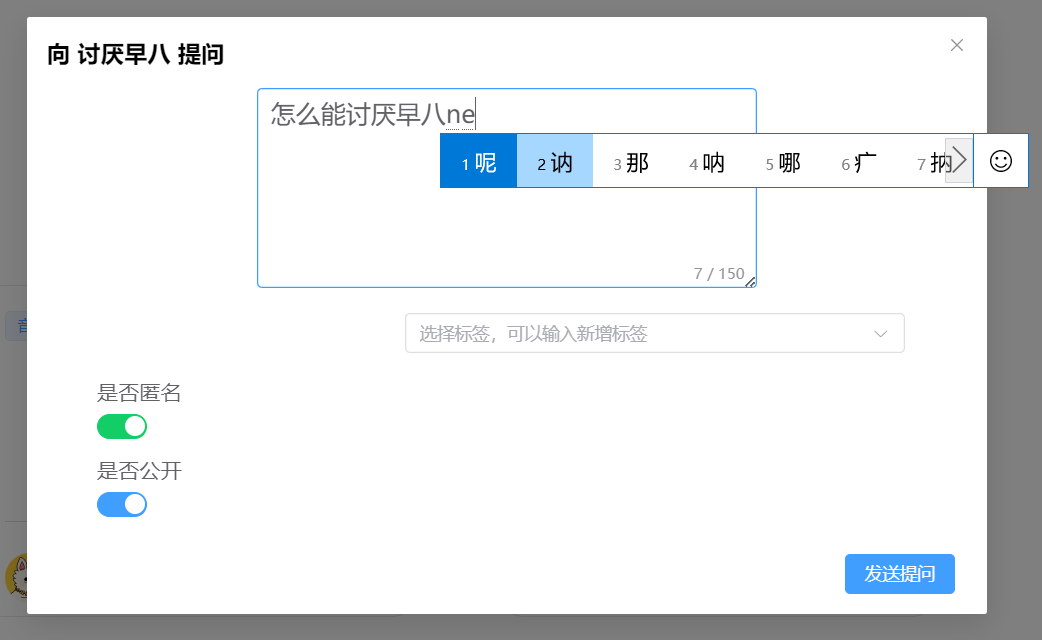 向 讨厌早八 提问
怎么能讨厌早八ne
1 呢 2 讷 3 那 4 呐 5 哪 6 疒 7 抐
7 / 150
选择标签，可以输入新增标签
是否匿名
是否公开
发送提问